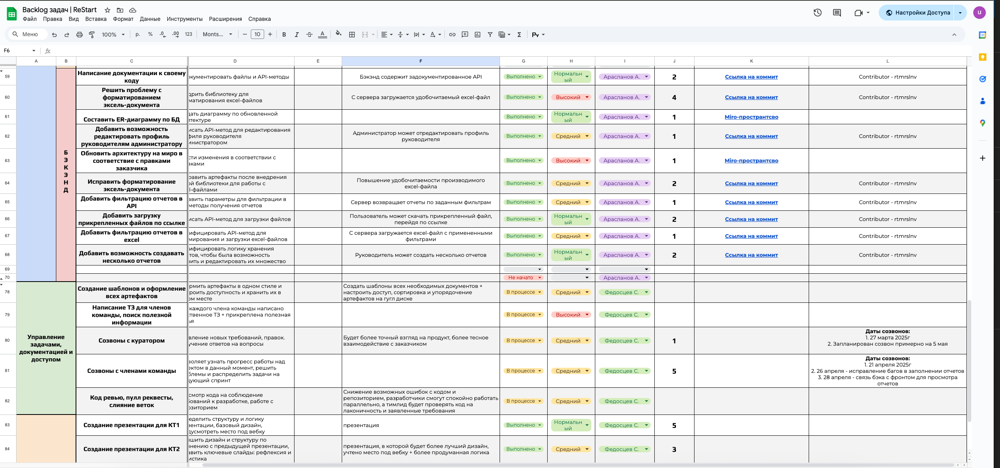 Backlog задач | ReStart
Файл Правка Вид Вставка Формат Данные Инструменты Расширения Справка
Настройки Доступа
u
Меню
100%
р. % .0 .00 123
Monts...
10
B I A
Σ
Py
31
F6
fx
A B C D E F G H I J K L
59
Написание документации к своему
коду
кументировать файлы и API-методы
Бэкэнд содержит задокументированное API
Выполнено
Нормальн
ый
Арасланов А.
2
Ссылка на коммит
Contributor - rtmrslnv
60
Решить проблему с
форматированием
эксель-документа
дрить библиотеку для
матирования excel-файлов
С сервера загружается удобочитаемый excel-файл
Выполнено
Высокий
Арасланов А.
4
Ссылка на коммит
Contributor - rtmrslnv
61
Составить ER-диаграмму по БД
дать диаграмму по обновленной
итектуре
Выполнено
Нормальн
ый
Арасланов А.
1
Miro-прострaнтсво
62
Добавить возможность
редактировать профиль
руководителям администратору
исать API-метод для редактирования
филя руководителя
инистратором
Администратор может отредактировать профиль
руководителя
Выполнено
Средний
Арасланов А.
1
Ссылка на коммит
Contributor - rtmrslnv
63
Обновить архитектуру на миро в
соответствие с правками
заказчика
сти изменения в соответствии с
вками
Выполнено
Высокий
Арасланов А.
1
Miro-пространтсво
64
Исправить форматирование
эксель-документа
равить артефакты после внедрения
ой библиотеки для работы с
l-файлами
Повышение удобочитаемости производимого
excel-файла
Выполнено
Средний
Арасланов А.
2
Ссылка на коммит
Contributor - rtmrslnv
65
Добавить фильтрацию отчетов в
API
авить параметры для фильтрации в
методы получения отчетов
Сервер возвращает отчеты по заданным фильтрам
Выполнено
Средний
Арасланов А.
1
Ссылка на коммит
Contributor - rtmrslnv
66
Добавить загрузку
прикрепленных файлов по ссылке
исать API-метод для загрузки файлов
Пользователь может скачать прикрепленный файл,
перейдя по ссылке
Выполнено
Нормальн
ый
Арасланов А.
2
Ссылка на коммит
Contributor - rtmrslnv
67
Добавить фильтрацию отчетов в
excel
ифицировать API-метод для
мирования и загрузки excel-файлов
С сервера загружается excel-файл с примененными
фильтрами
Выполнено
Средний
Арасланов А.
1
Ссылка на коммит
Contributor - rtmrslnv
68
Добавить возможность создавать
несколько отчетов
ифицировать логику хранения
тов, чтобы была возможность
нить и редактировать их множество
Руководитель может создать несколько отчетов
Выполнено
Нормальн
ый
Арасланов А.
2
Ссылка на коммит
Contributor - rtmrslnv
Б
Э
К
Э
Н
Д
69
70
Не начато
Арасланов А.
Управление
задачами,
документацией и
доступом
78
Создание шаблонов и оформление
всех артефактов
рмить артефакты в одном стиле и
роить доступность и хранить их в
ом месте
Создать шаблоны всех необходимых документов +
настроить доступ, сортировка и упорядочение
артефактов на гугл диске
В процессе
Средний
Федосцев С.
79
Написание ТЗ для членов
команды, поиск полезной
информации
каждого члена команды написано
ственное ТЗ + прикреплена полезная
ья
В процессе
Высокий
Федосцев С.
80
Созвоны с куратором
вление новых требований, правок.
учение ответов на вопросы
Будет более точный взгляд на продукт, более тесное
взаимодействие с заказчиком
В процессе
Средний
Федосцев С.
1
Даты созвонов:
1. 27 марта 2025г
2. Запланирован созвон примерно на 5 мая
81
Созвоны с членами команды
воляет узнать прогресс работы над
ектом в данный момент, решить
блемы и распределить задачи на
дующий спринт
В процессе
Средний
Федосцев С.
5
Даты созвонов:
1. 21 апреля 2025г
2. 26 апреля - исправление багов в заполнении отчетов
3. 28 апреля - связь бэка с фронтом для просмотра
отчетов
82
Код ревью, пулл реквесты,
слияние веток
смотр кода на соблюдение
бований к разработке, работе с
озиторием
Снижение возможных ошибок с кодом и
репозиторием, разработчики смогут спокойно работать
параллельно, а тимлид будет проверять код на
лаконичность и заявленные требования
В процессе
Средний
Федосцев С.
83
Создание презентации для КТ1
еделить структуру и логику
зентации, базовый дизайн,
дусмотреть место под вебку
презентация
Выполнено
Нормальн
ый
Федосцев С.
5
84
Создание презентации для КТ2
чшить дизайн и структуру по
внению с предыдущей презентации,
авить ключевые слайды: рефлексия и
истика
презентация, в которой будет более лучший дизайн,
учтено место под вебку + более продуманная логика
Выполнено
Средний
Федосцев С.
3